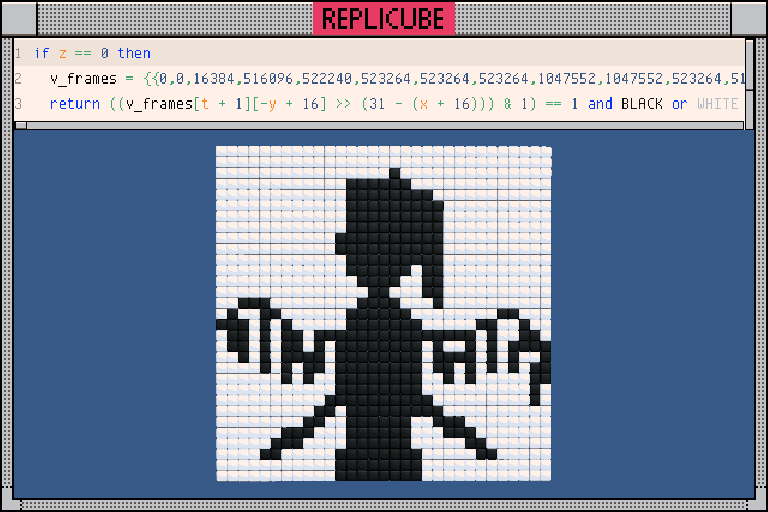 REPLICUBE
1 if z == 0 then
2 v_frames = {{0,0,16384,516096,522240,523264,523264,523264,1047552,1047552,523264,51
3 return ((v_frames[t + 1][-y + 16] >> (31 - (x + 16))) & 1) == 1 and BLACK or WHITE